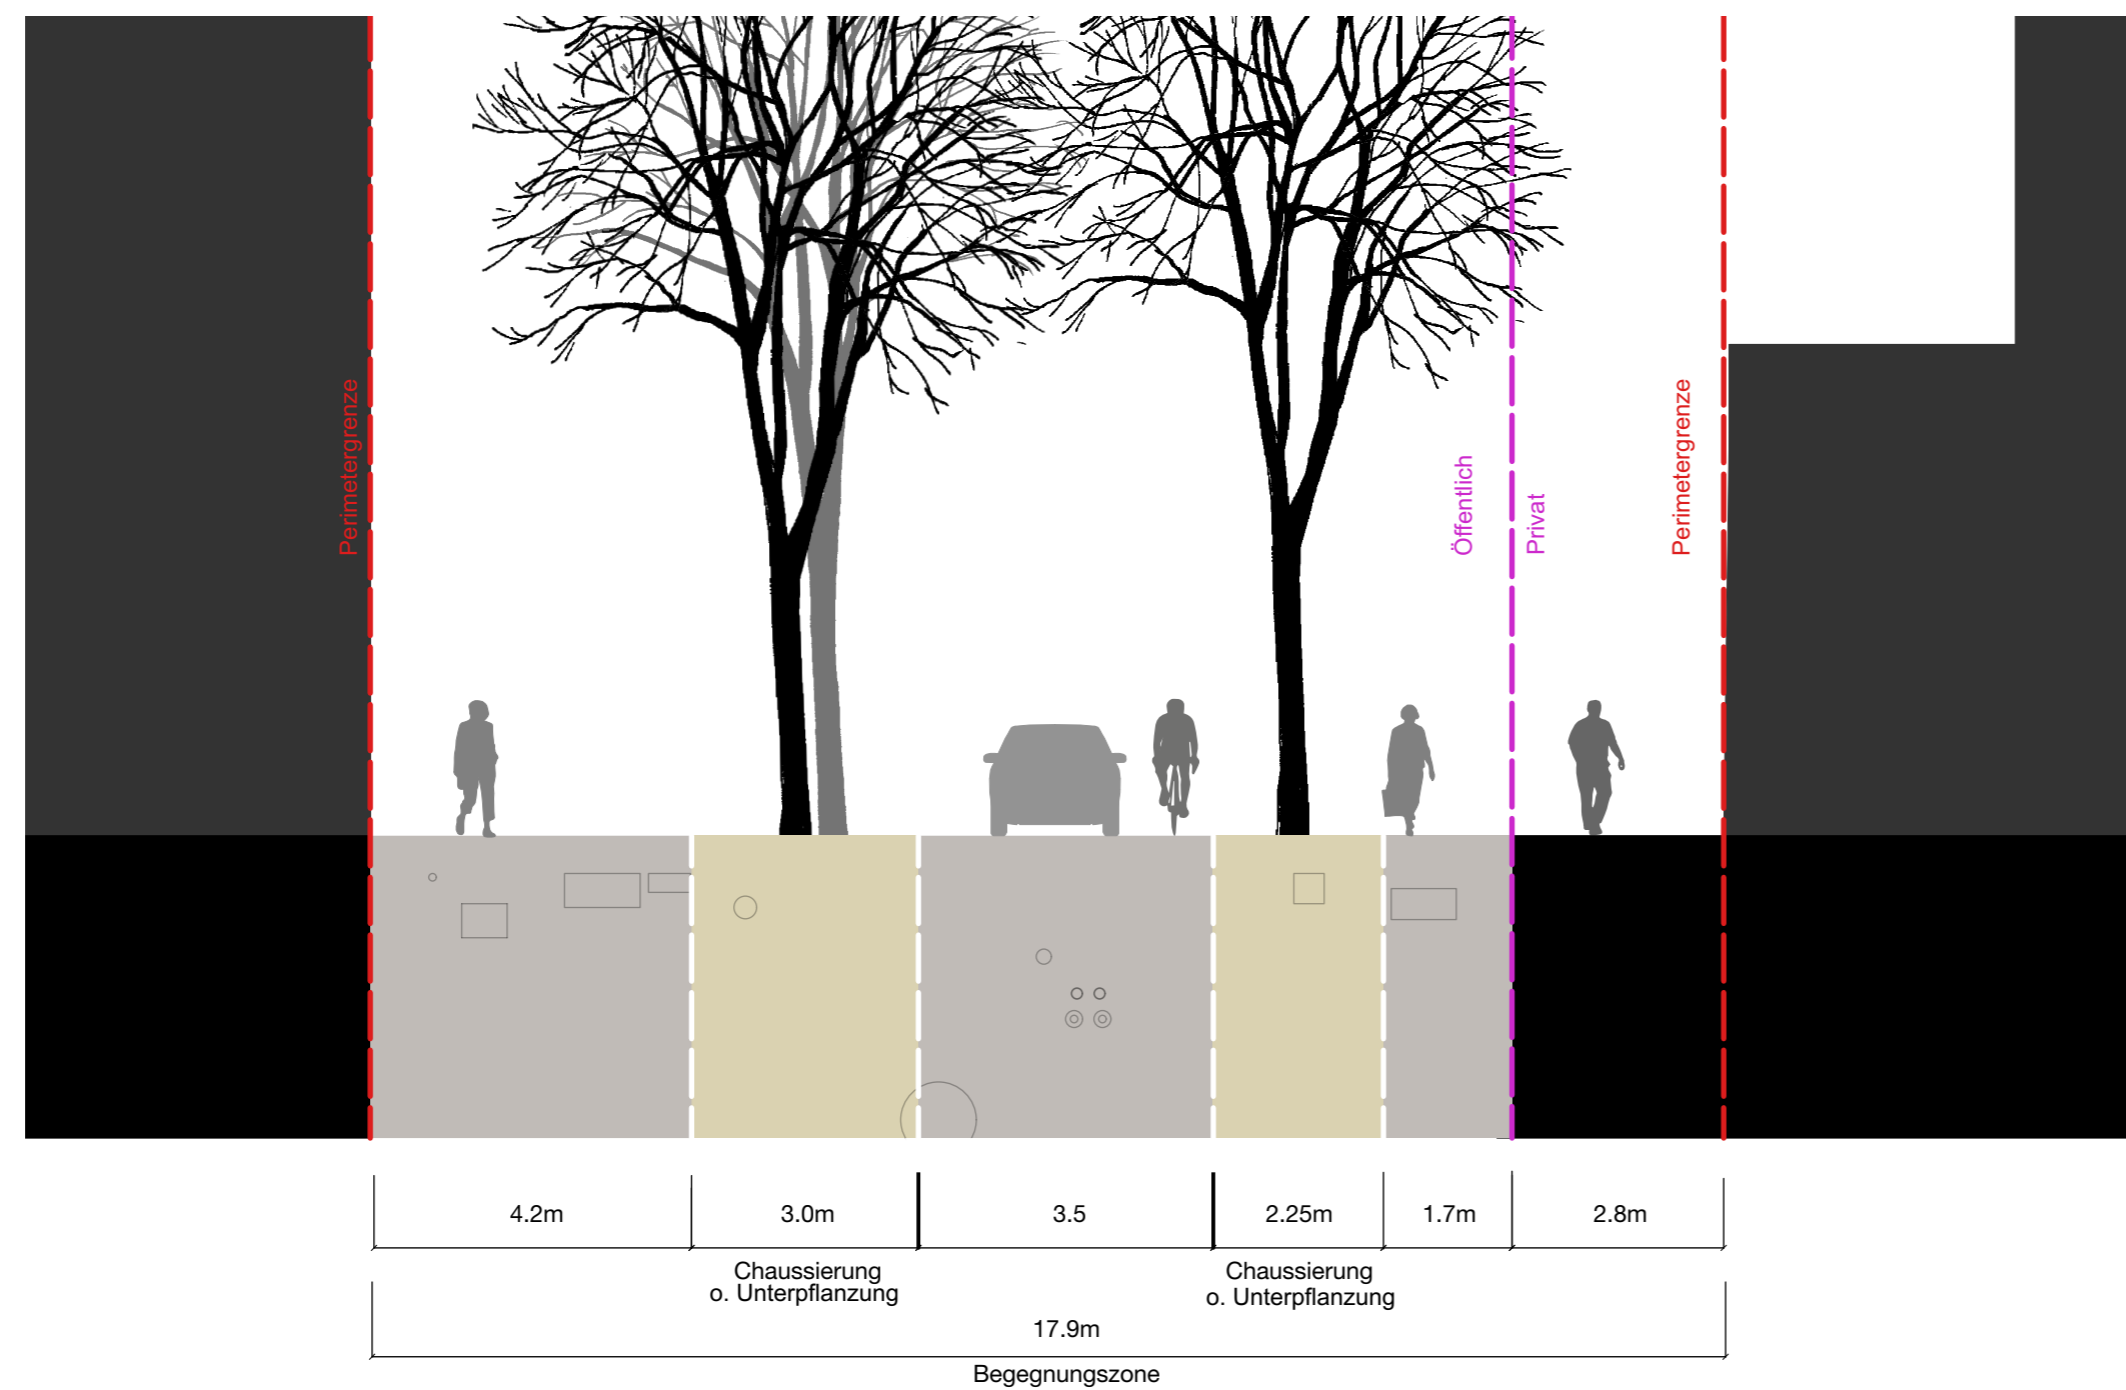 Perimetergrenze
Öffentlich
Privat
Perimetergrenze
4.2m
3.0m
3.5
2.25m
1.7m
2.8m
Chaussierung
o. Unterpflanzung
Chaussierung
o. Unterpflanzung
17.9m
Begegnungszone